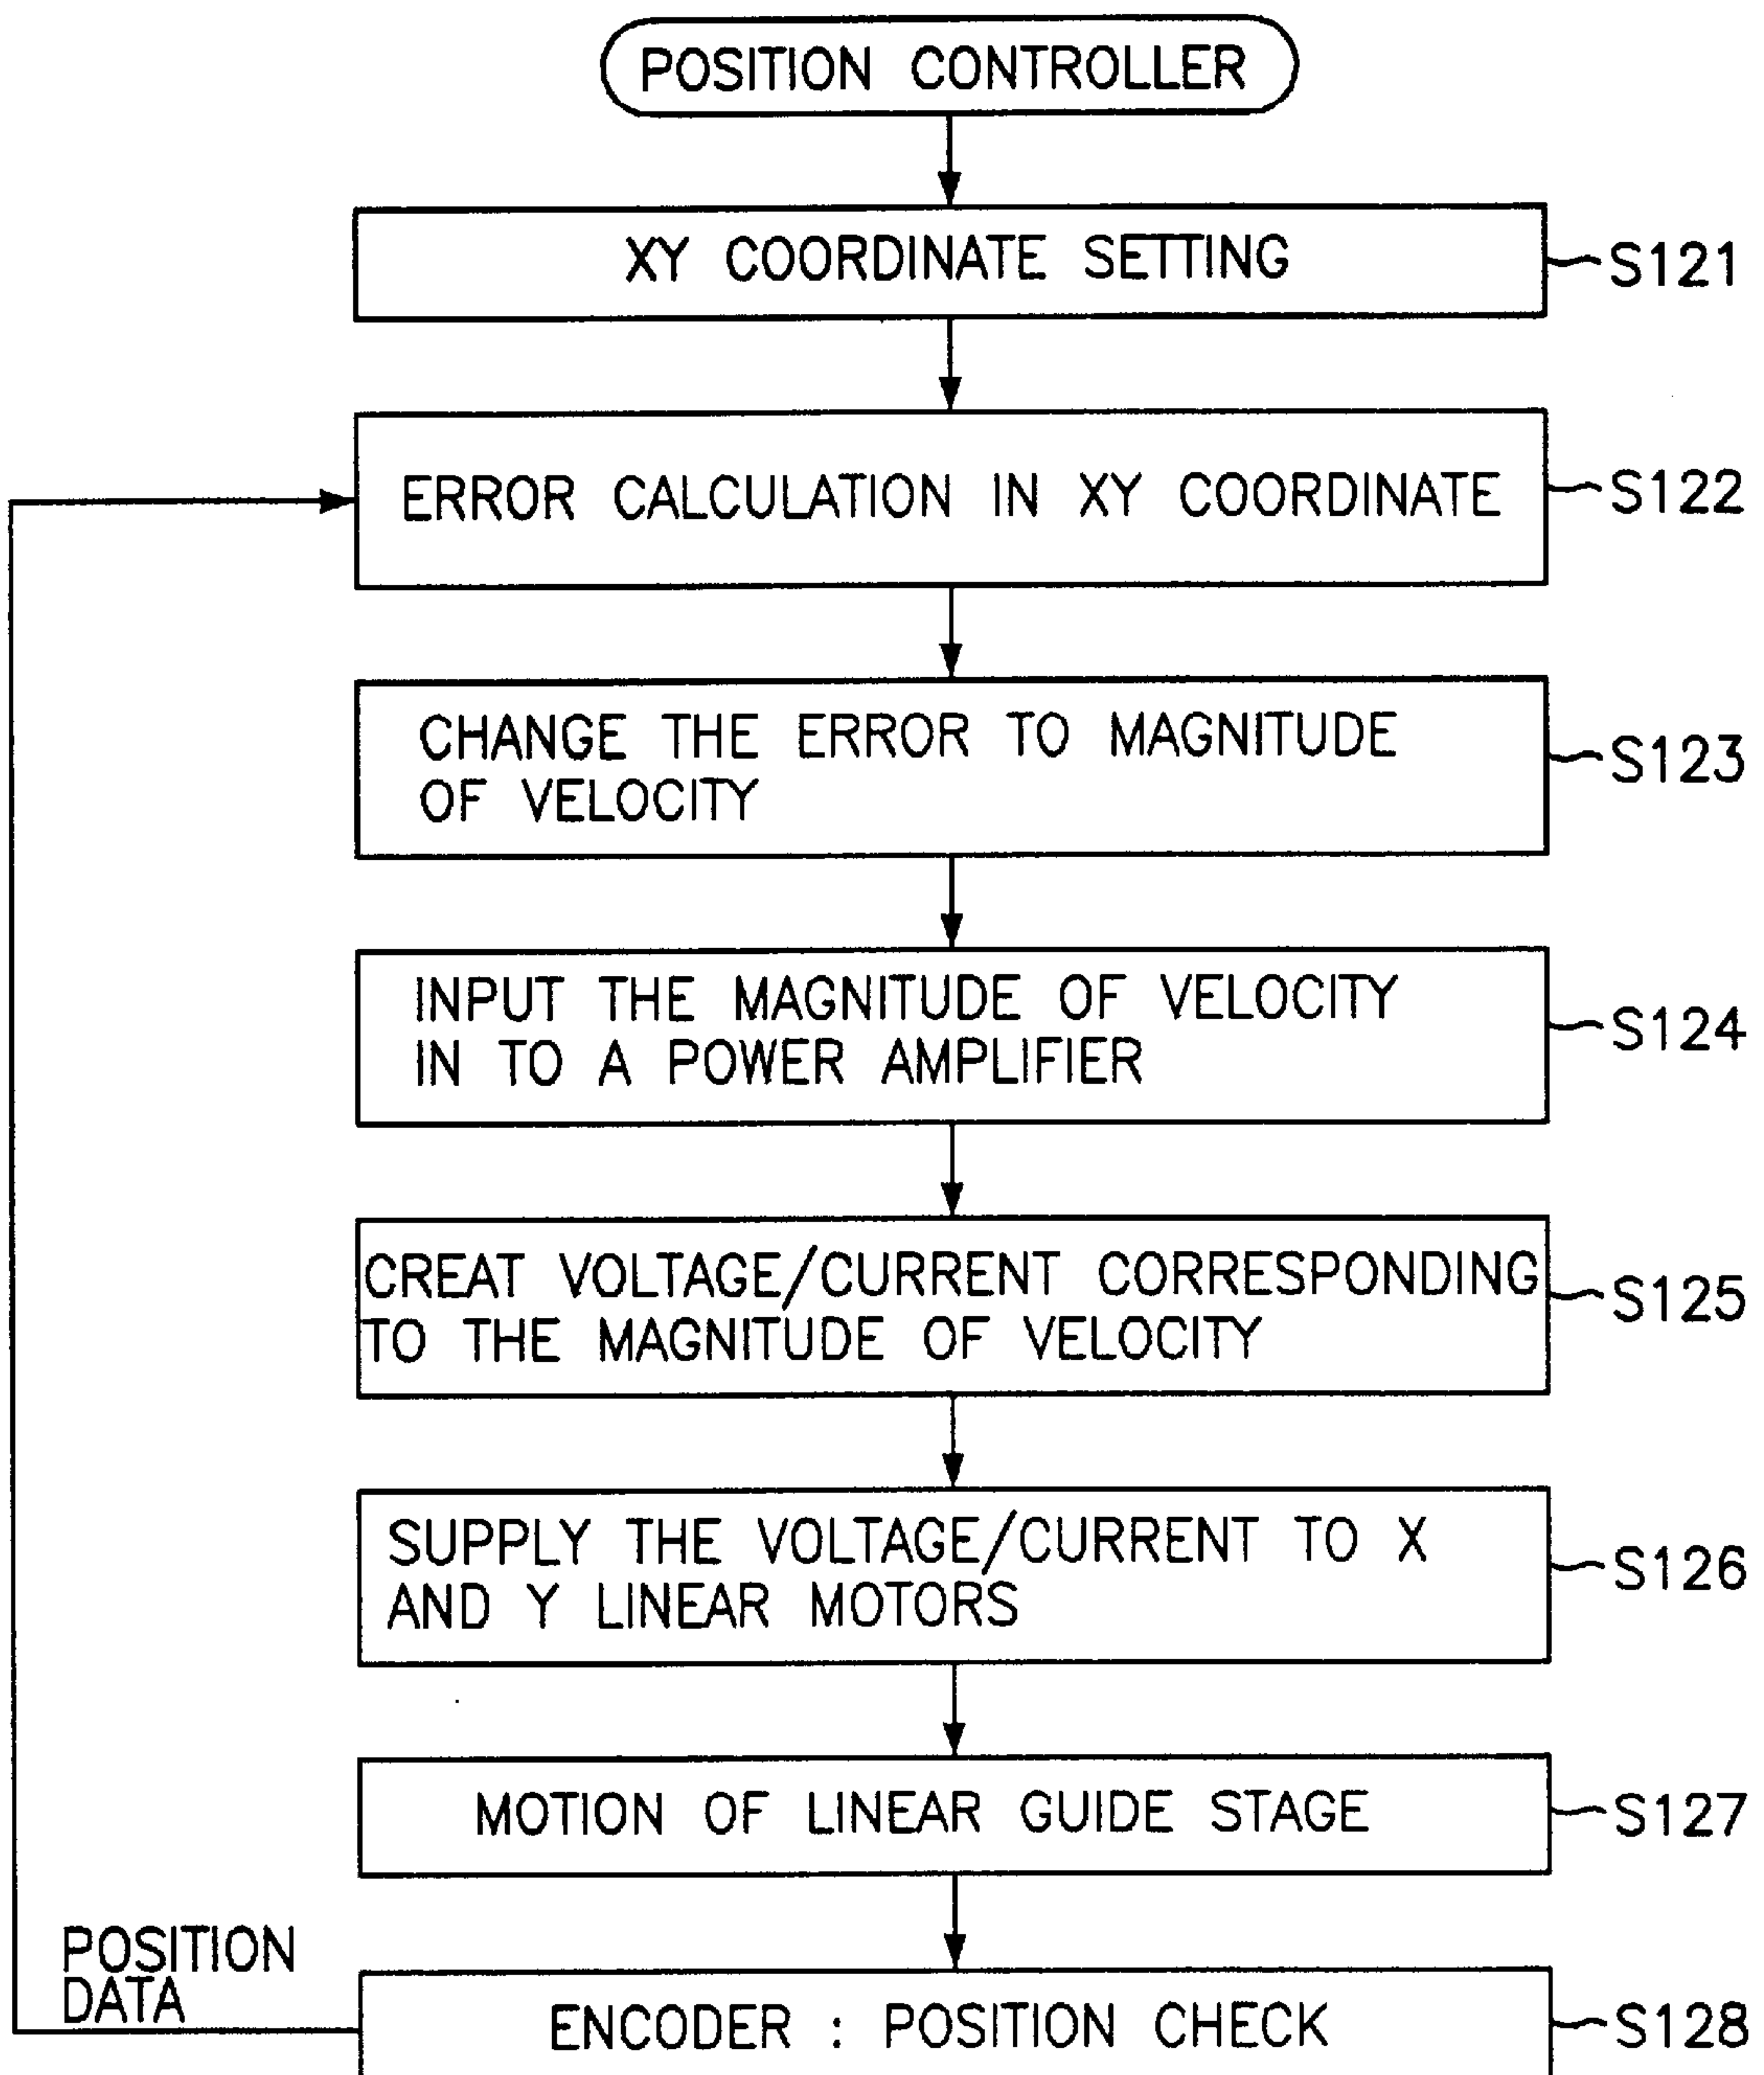 POSITION CONTROLLER
XY COORDINATE SETTING
S121
ERROR CALCULATION IN XY COORDINATE
S122
CHANGE THE ERROR TO MAGNITUDE
OF VELOCITY
S123
INPUT THE MAGNITUDE OF VELOCITY
IN TO A POWER AMPLIFIER
S124
CREAT VOLTAGE/CURRENT CORRESPONDING
TO THE MAGNITUDE OF VELOCITY
S125
SUPPLY THE VOLTAGE/CURRENT TO X
AND Y LINEAR MOTORS
S126
MOTION OF LINEAR GUIDE STAGE
S127
POSITION
DATA
ENCODER : POSITION CHECK
S128